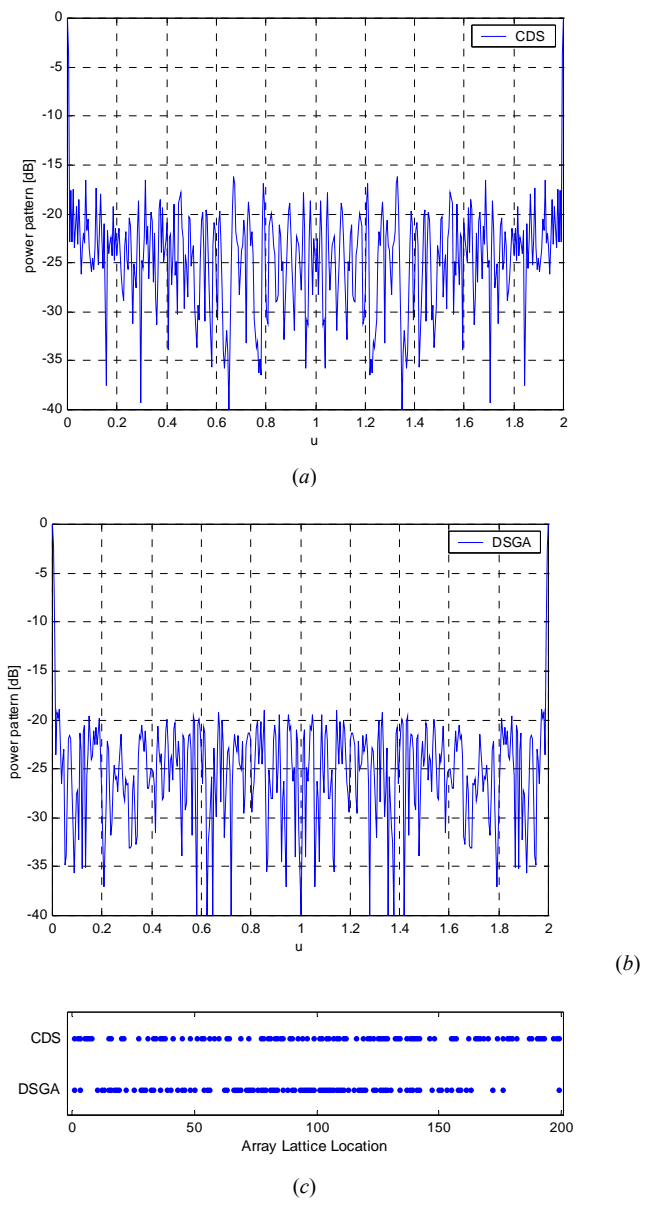 0
-5
-10
-15
-20
-25
-30
-35
-40
power pattern [dB]
CDS
0 0.2 0.4 0.6 0.8 1 1.2 1.4 1.6 1.8 2
u
(a)
0
-5
-10
-15
-20
-25
-30
-35
-40
power pattern [dB]
DSGA
0 0.2 0.4 0.6 0.8 1 1.2 1.4 1.6 1.8 2
u
(b)
CDS
DSGA
0 50 100 150 200
Array Lattice Location
(c)